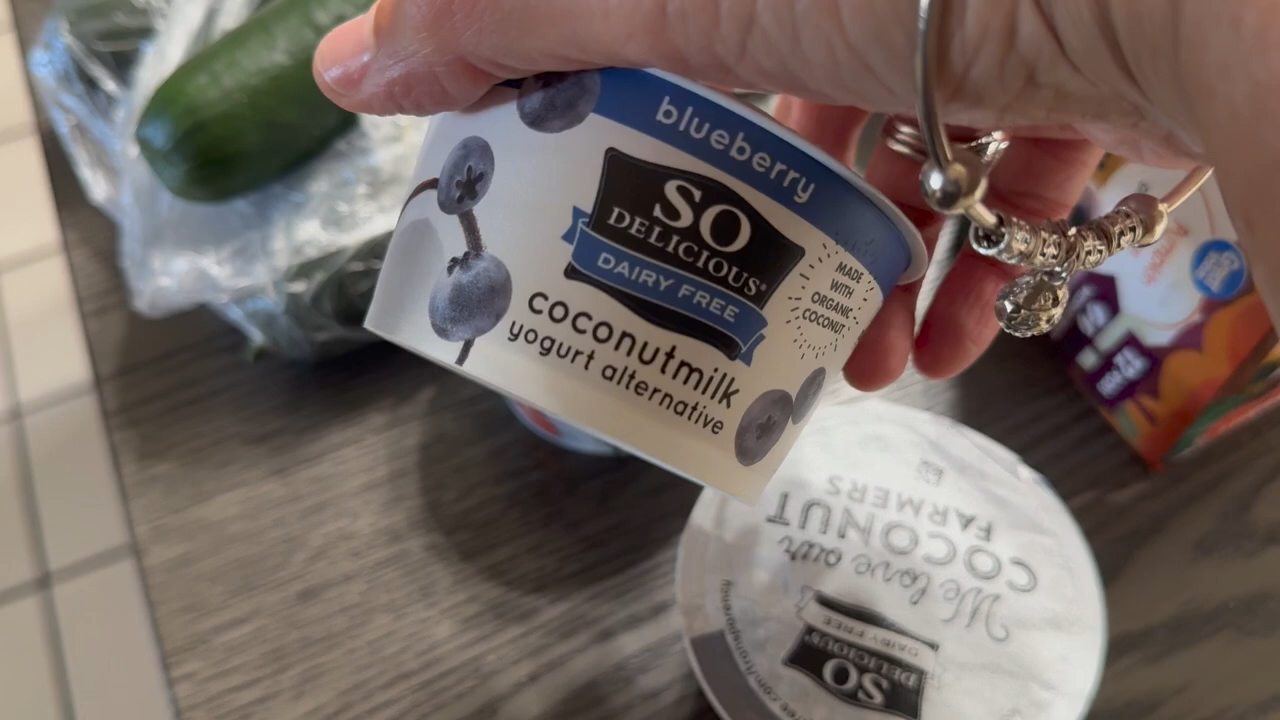 blueberry
SO
DELICIOUS®
DAIRY FREE
coconutmilk
yogurt alternative
MADE
WITH
ORGANIC
COCONUT
We love our
COCONUT
FARMERS
SO
DELICIOUS
DAIRY FREE